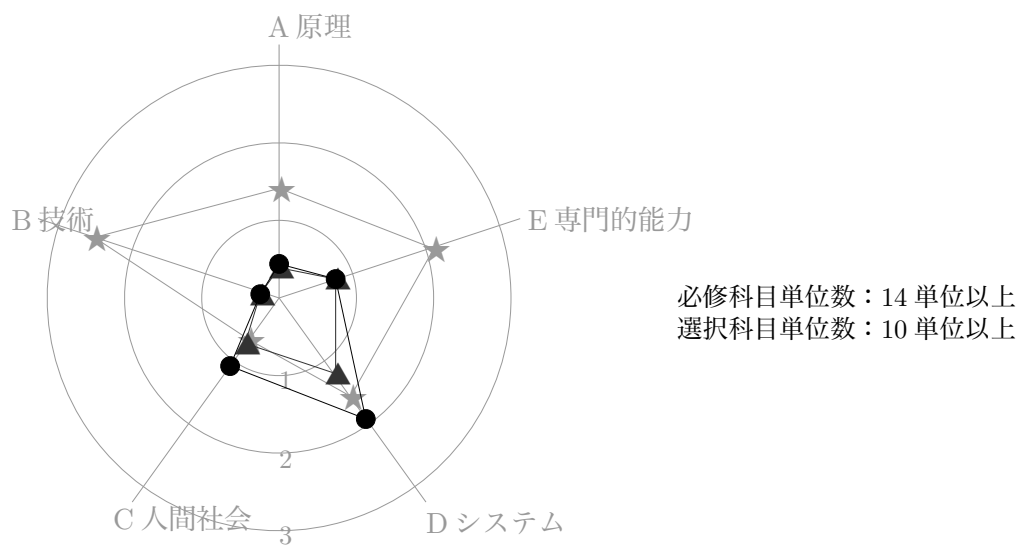 A 原理
B 技術
E 専門的能力
必修科目単位数：14 単位以上
選択科目単位数：10 単位以上
1
2
C 人間社会
D システム
3